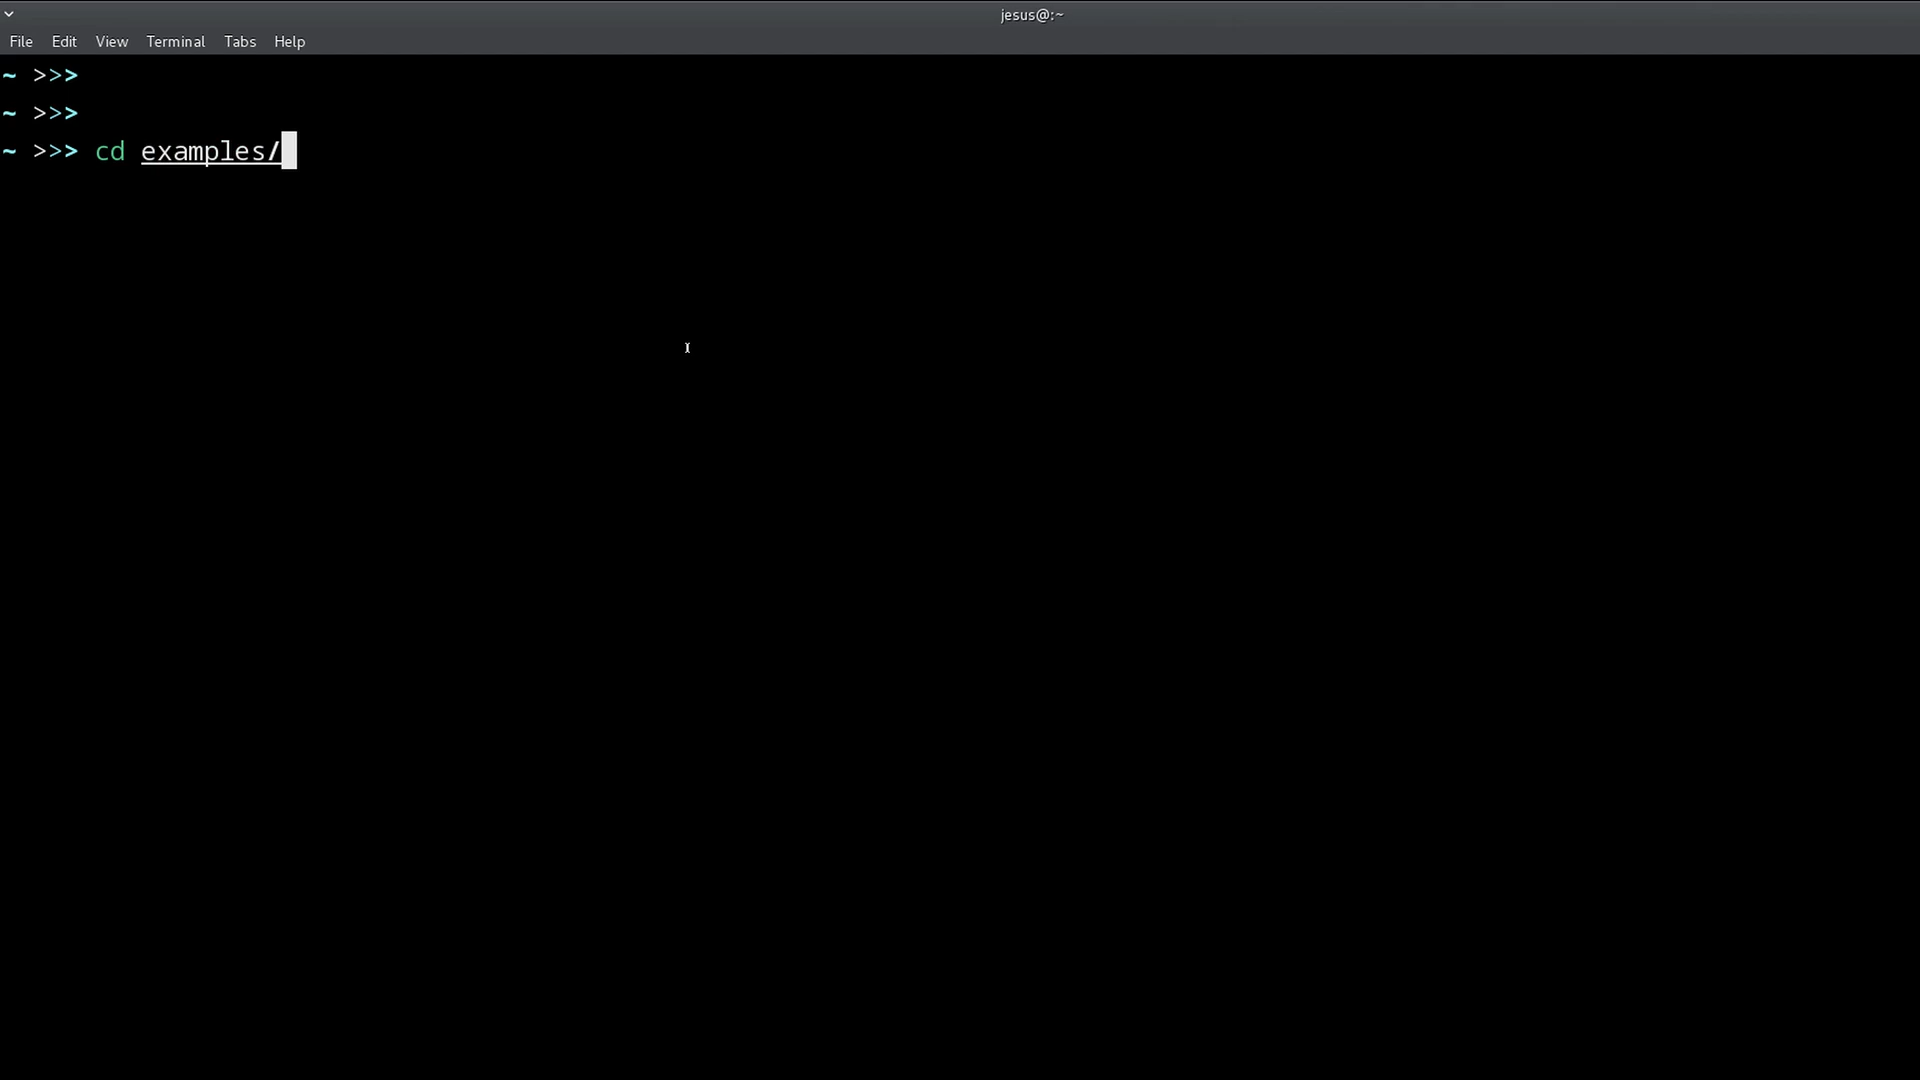 jesus@:~
File Edit View Terminal Tabs Help
~ >>>
~ >>>
~ >>> cd examples/